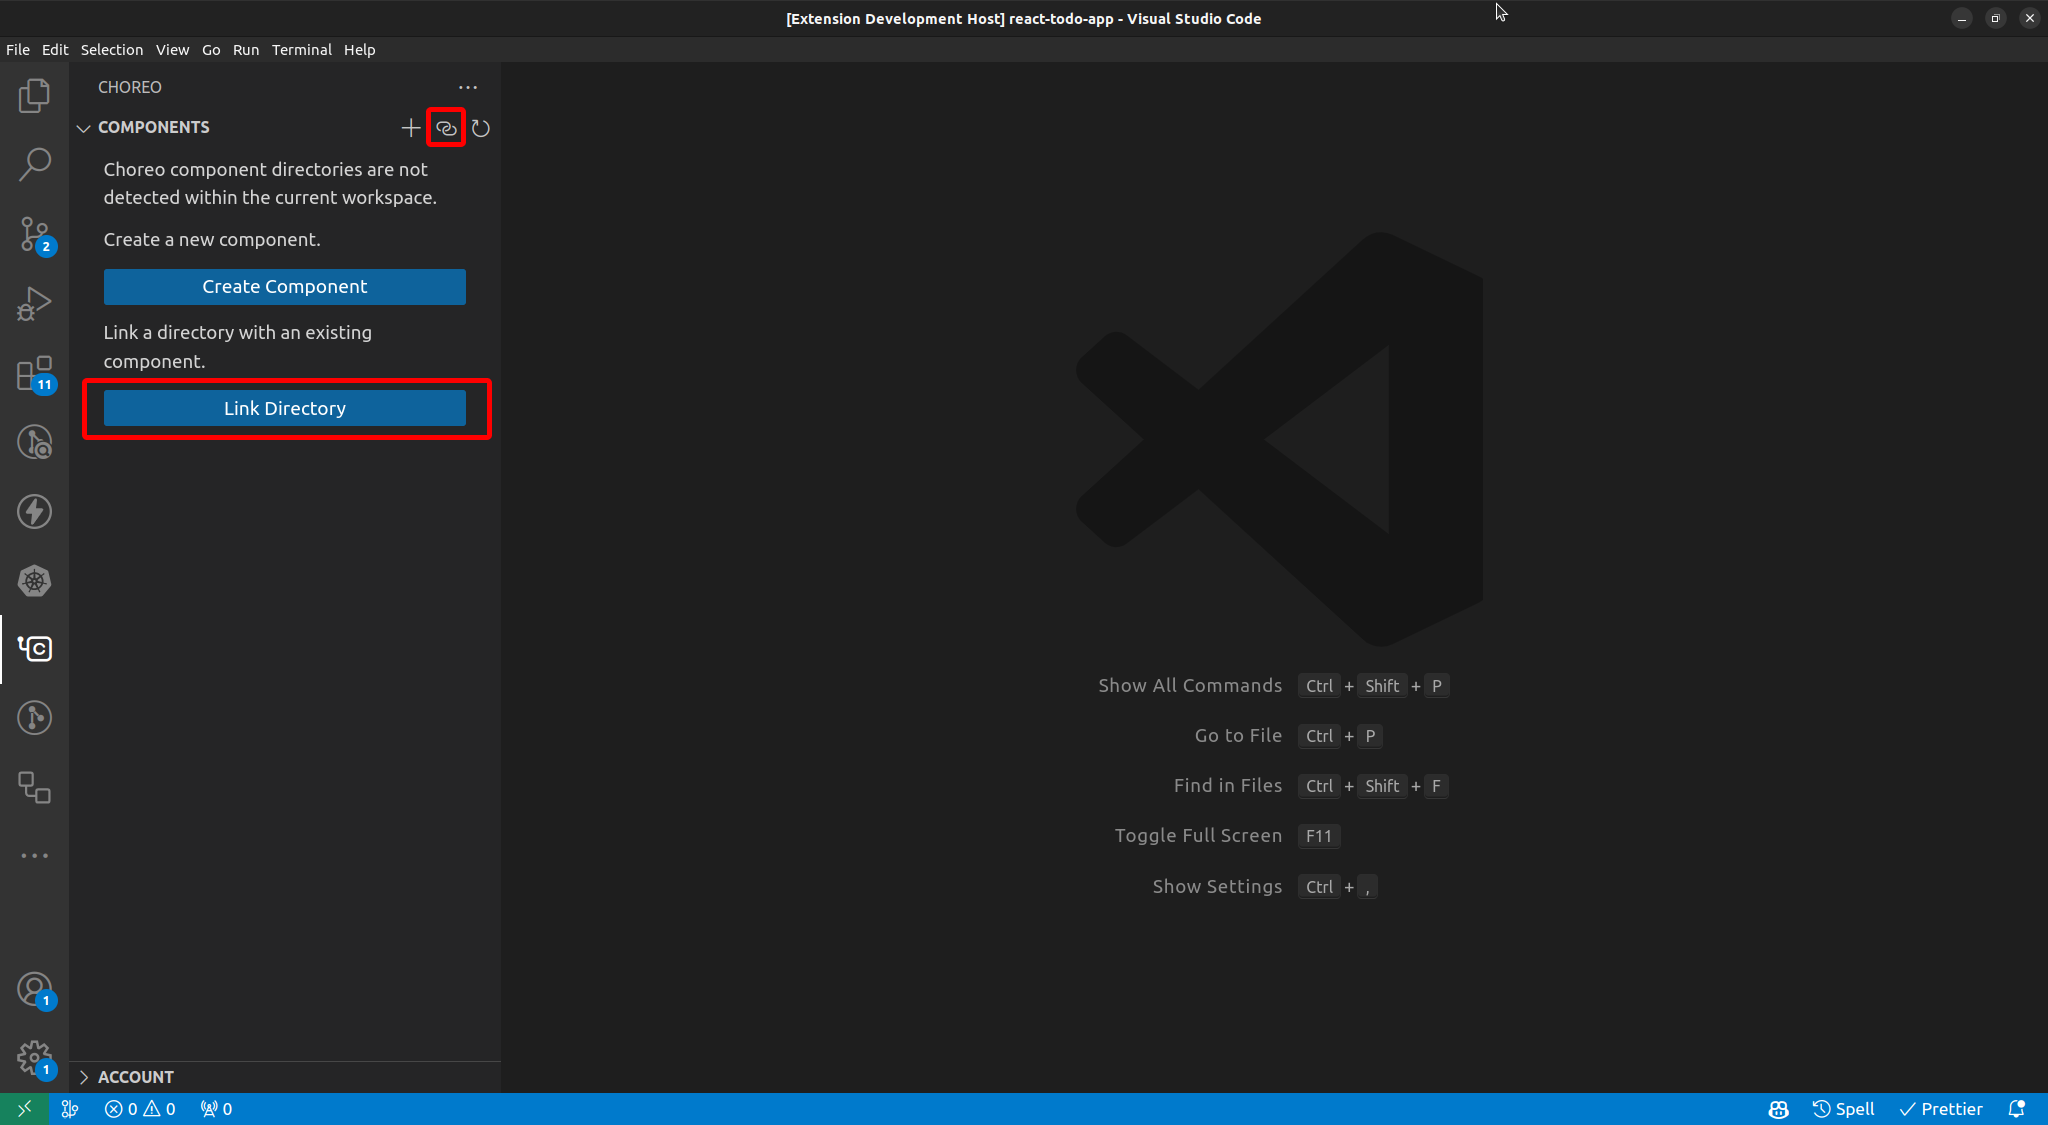 [Extension Development Host] react-todo-app - Visual Studio Code
File Edit Selection View Go Run Terminal Help
CHOREO
COMPONENTS
Choreo component directories are not
detected within the current workspace.
Create a new component.
Create Component
Link a directory with an existing
component.
Link Directory
2
11
C
1
1
Show All Commands Ctrl + Shift + P
Go to File Ctrl + P
Find in Files Ctrl + Shift + F
Toggle Full Screen F11
Show Settings Ctrl + ,
ACCOUNT
0 0 0 Spell Prettier